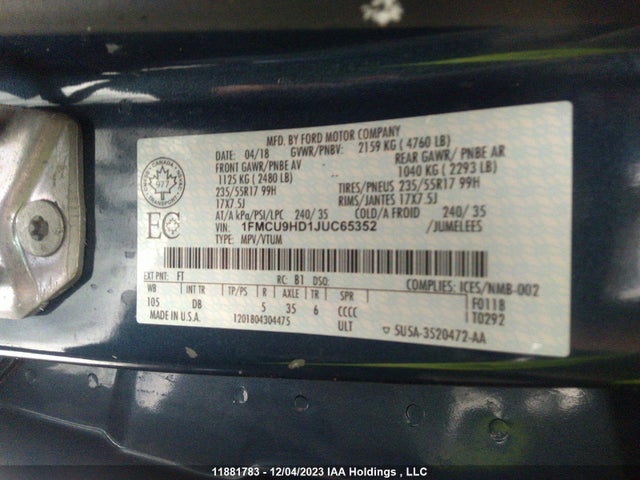 MFD. BY FORD MOTOR COMPANY
DATE: 04/18 GVWR/PNBV: 2159 KG ( 4760 LB)
FRONT GAWR/ PNBE AV REAR GAWR/ PNBE AR
1125 KG ( 2480 LB) 1040 KG ( 2293 LB)
235/55R17 99H TIRES/PNEUS 235/55R17 99H
17X7.5J RIMS/JANTES 17X7.5J
AT/A kPa/PSI/LPC 240/ 35 COLD/A FROID 240/ 35
VIN: 1FMCU9HD1JUC65352 /JUMELEES
TYPE: MPV/VTUM
977
EC
EXT PNT: FT RC: B1 DSO: COMPLIES: ICES/NMB-002
WB INT TR TP/PS R AXLE TR SPR F0118
105 DB 5 35 6 CCCC T0292
MADE IN U.S.A. 1201804304475 ULT 5U5A-3520472-AA
11881783 - 12/04/2023 IAA Holdings , LLC